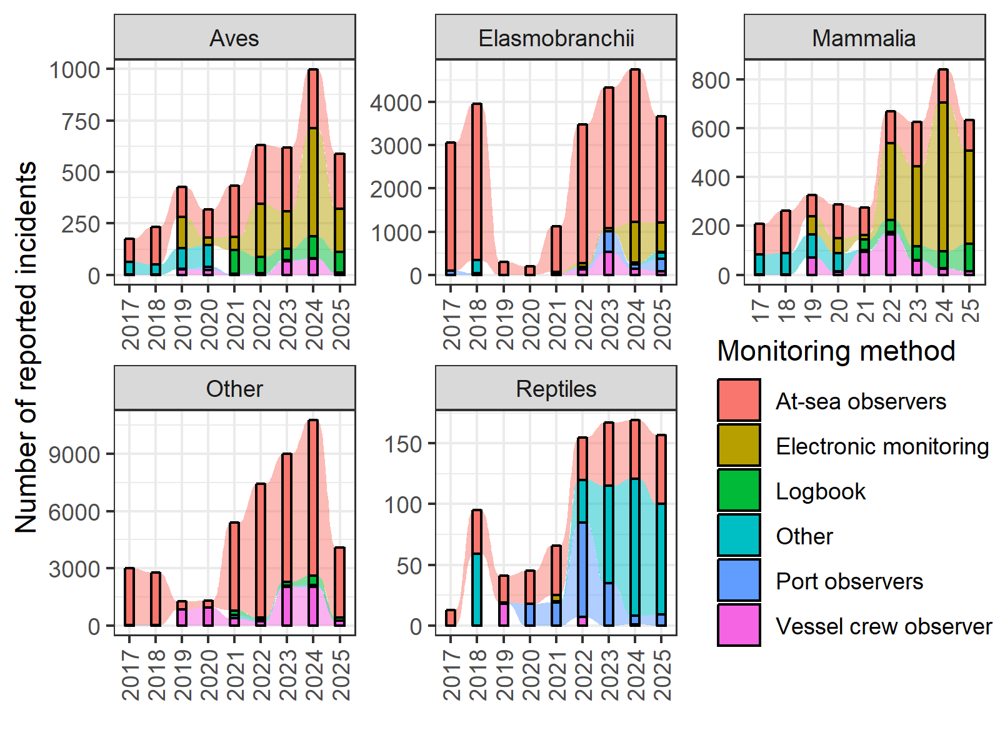 Aves
Elasmobranchii
Mammalia
1000
750
500
250
0
4000
3000
2000
1000
0
800
600
400
200
0
2017 2018 2019 2020 2021 2022 2023 2024 2025
2017 2018 2019 2020 2021 2022 2023 2024 2025
17 18 19 20 21 22 23 24 25
Number of reported incidents
Other
Reptiles
9000
6000
3000
0
150
100
50
0
2017 2018 2019 2020 2021 2022 2023 2024 2025
2017 2018 2019 2020 2021 2022 2023 2024 2025
Monitoring method
At-sea observers
Electronic monitoring
Logbook
Other
Port observers
Vessel crew observer